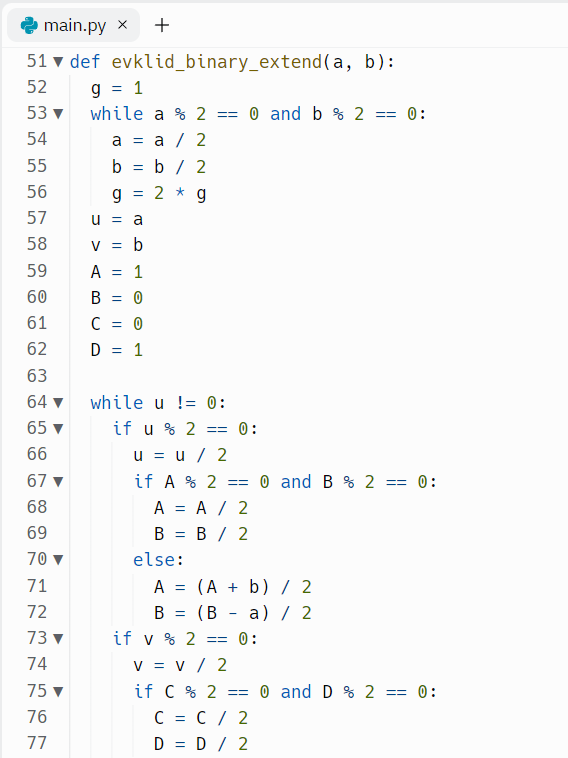 main.py × +
51 ▼ def evklid_binary_extend(a, b):
52 g = 1
53 ▼ while a % 2 == 0 and b % 2 == 0:
54 a = a / 2
55 b = b / 2
56 g = 2 * g
57 u = a
58 v = b
59 A = 1
60 B = 0
61 C = 0
62 D = 1
63
64 ▼ while u != 0:
65 ▼ if u % 2 == 0:
66 u = u / 2
67 ▼ if A % 2 == 0 and B % 2 == 0:
68 A = A / 2
69 B = B / 2
70 ▼ else:
71 A = (A + b) / 2
72 B = (B - a) / 2
73 ▼ if v % 2 == 0:
74 v = v / 2
75 ▼ if C % 2 == 0 and D % 2 == 0:
76 C = C / 2
77 D = D / 2